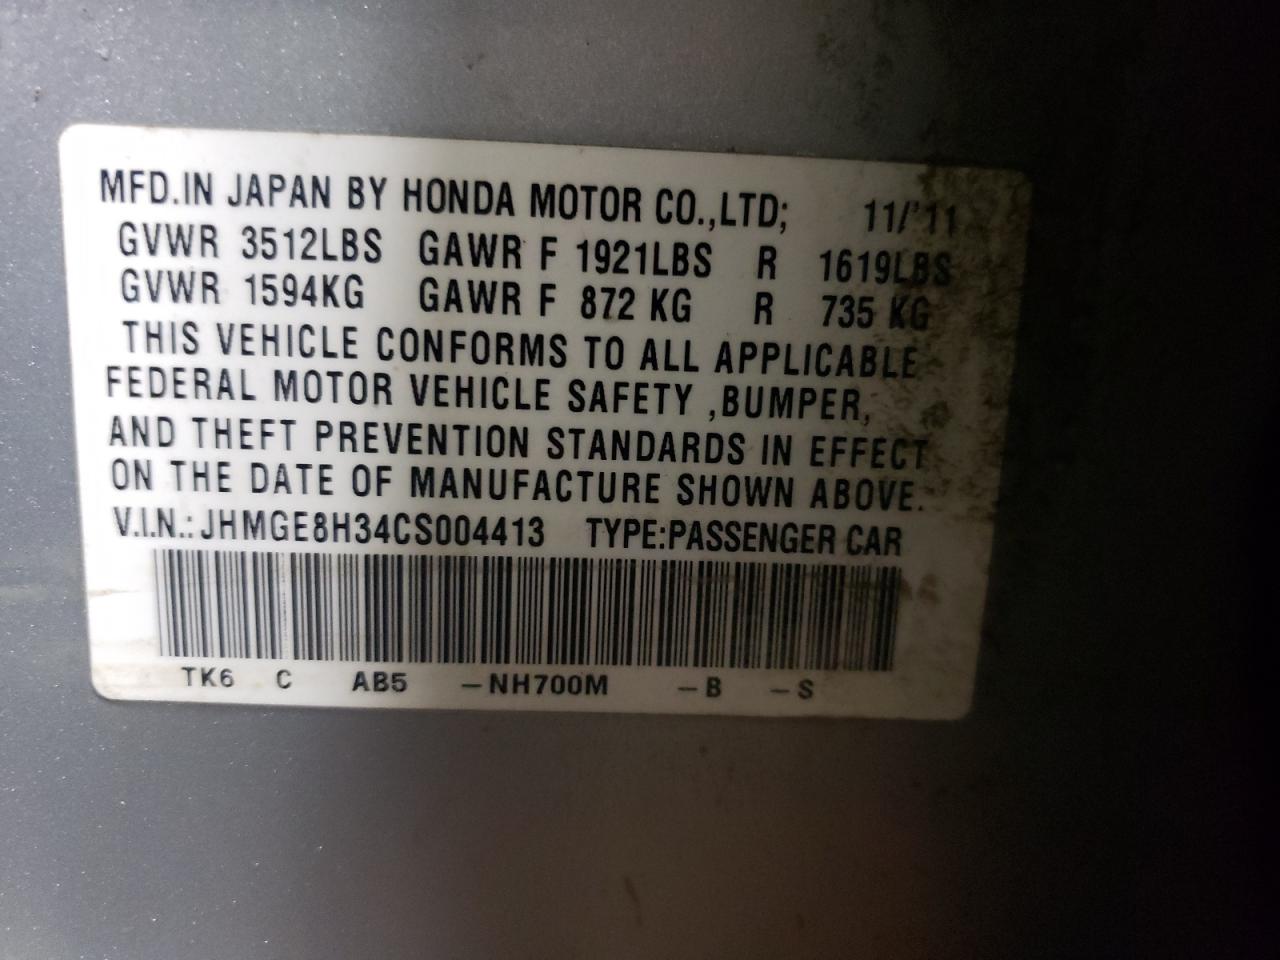 MFD.IN JAPAN BY HONDA MOTOR CO.,LTD; 11/'11
GVWR 3512LBS GAWR F 1921LBS R 1619LBS
GVWR 1594KG GAWR F 872 KG R 735 KG
THIS VEHICLE CONFORMS TO ALL APPLICABLE
FEDERAL MOTOR VEHICLE SAFETY ,BUMPER,
AND THEFT PREVENTION STANDARDS IN EFFECT
ON THE DATE OF MANUFACTURE SHOWN ABOVE.
V.I.N.: JHMGE8H34CS004413 TYPE:PASSENGER CAR
TK6 C AB5 -NH700M -B -S